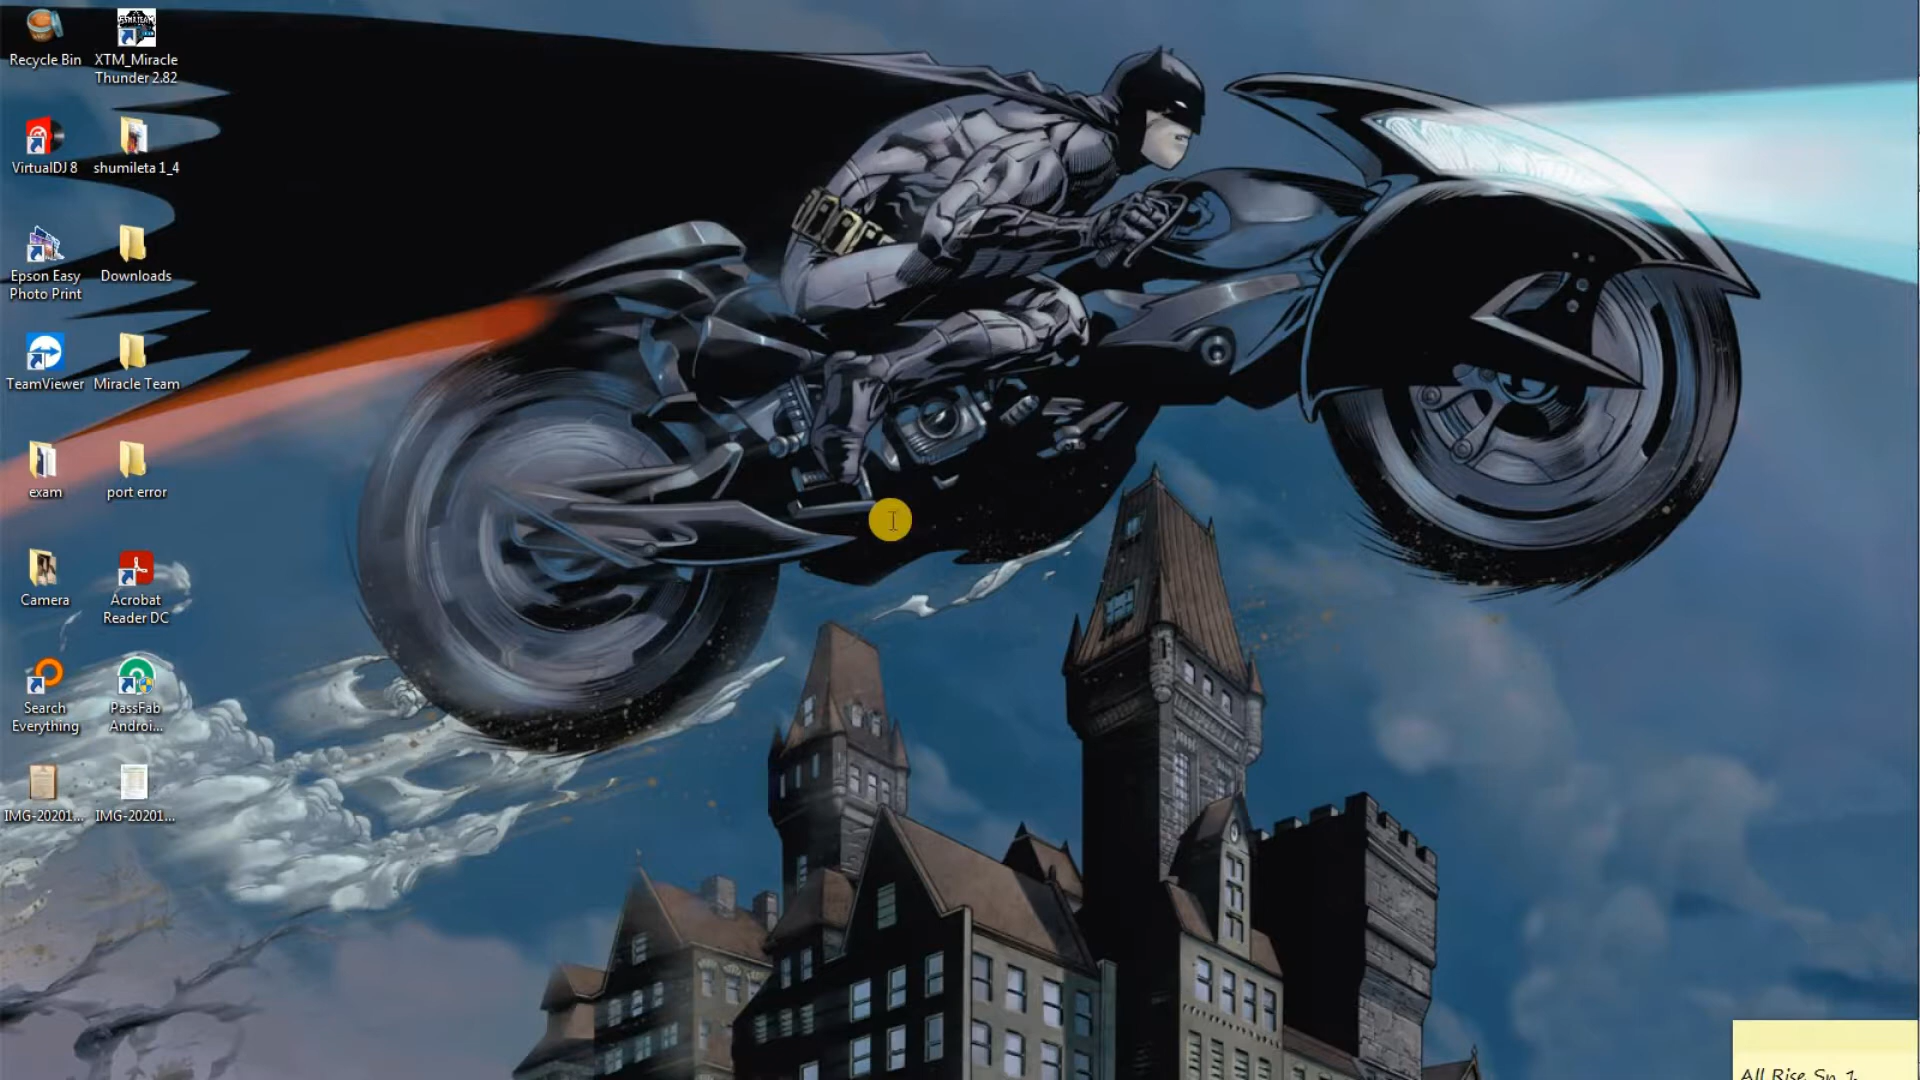 Recycle Bin
XTM_Miracle
Thunder 2.82
VirtualDJ 8
shumileta 1_4
Epson Easy
Photo Print
Downloads
TeamViewer
Miracle Team
exam
port error
Camera
Acrobat
Reader DC
Search
Everything
PassFab
Androi...
IMG-20201...
IMG-20201...
All Rise Sn 1-